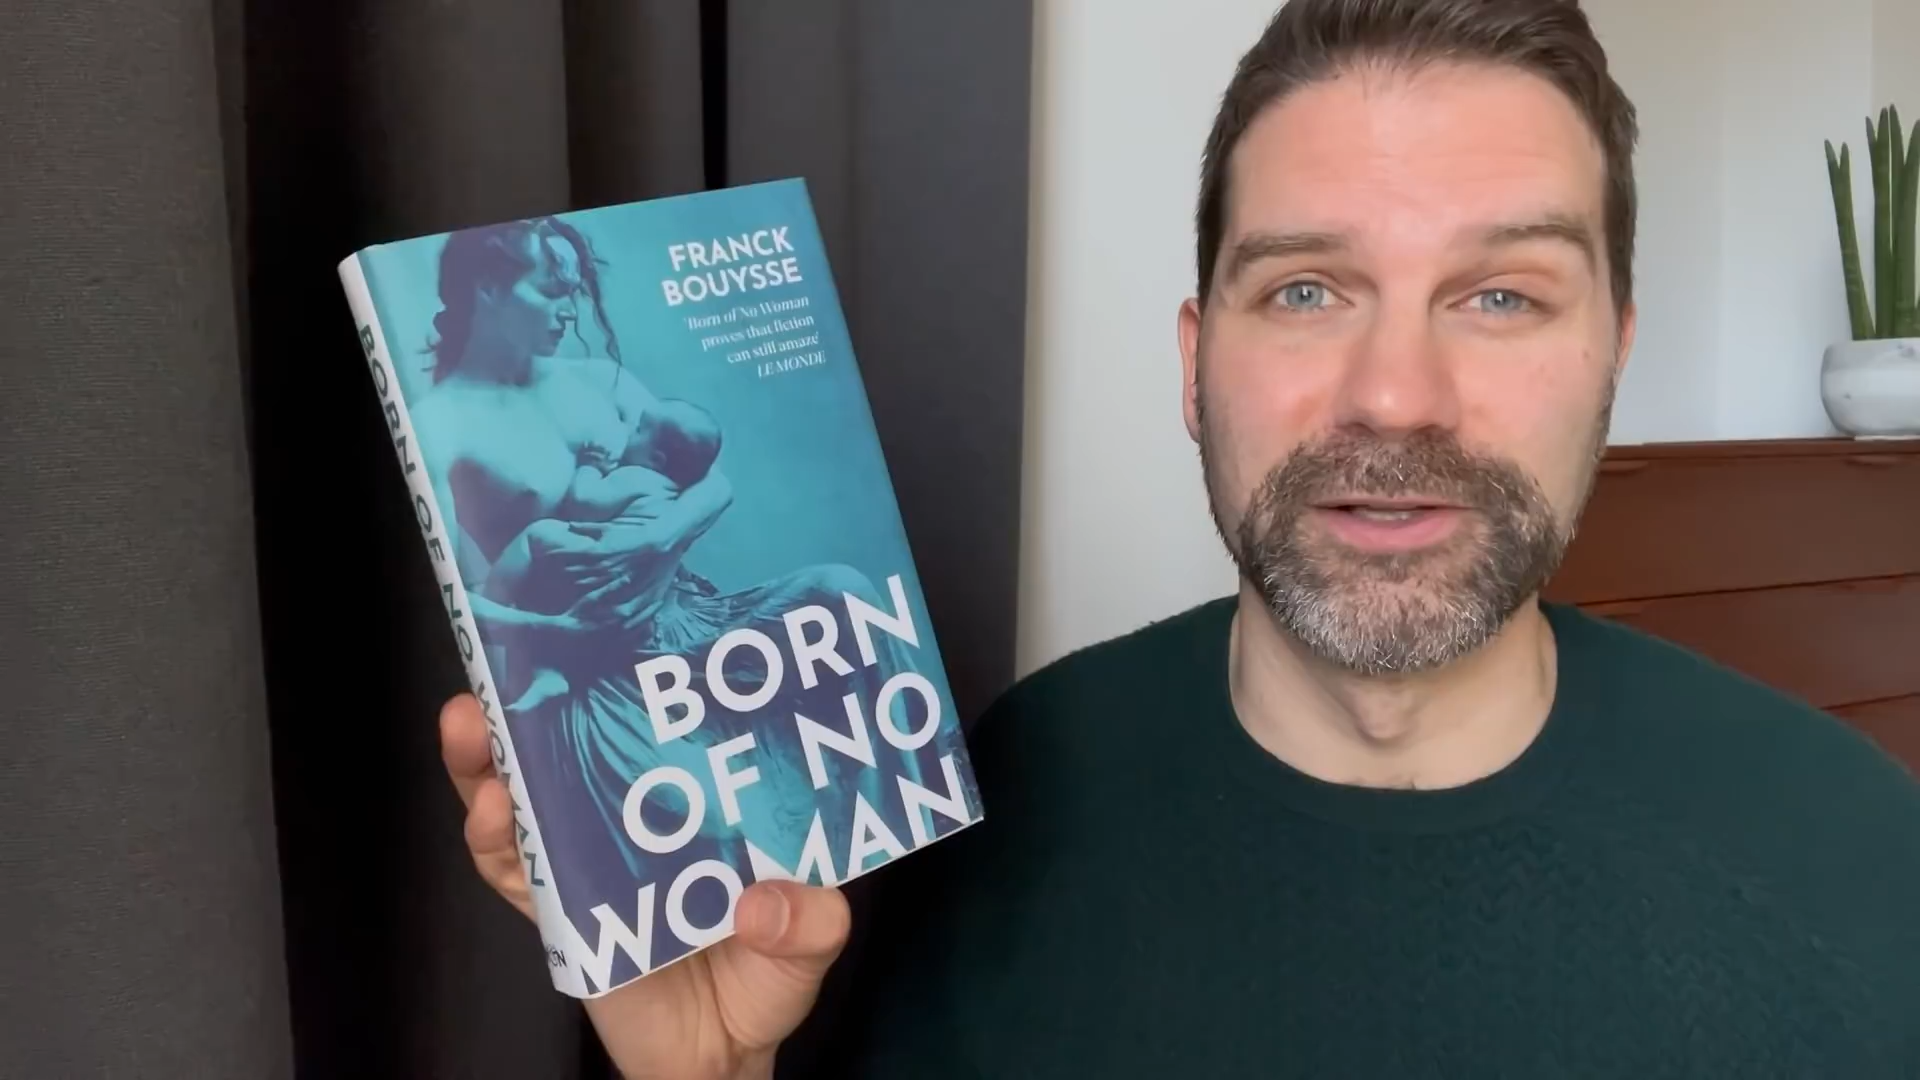 FRANCK
BOUYSSE
'Born of No Woman
proves that fiction
can still amaze'
LE MONDE
BORN
OF NO
WOMAN
BORN OF NO WOMAN